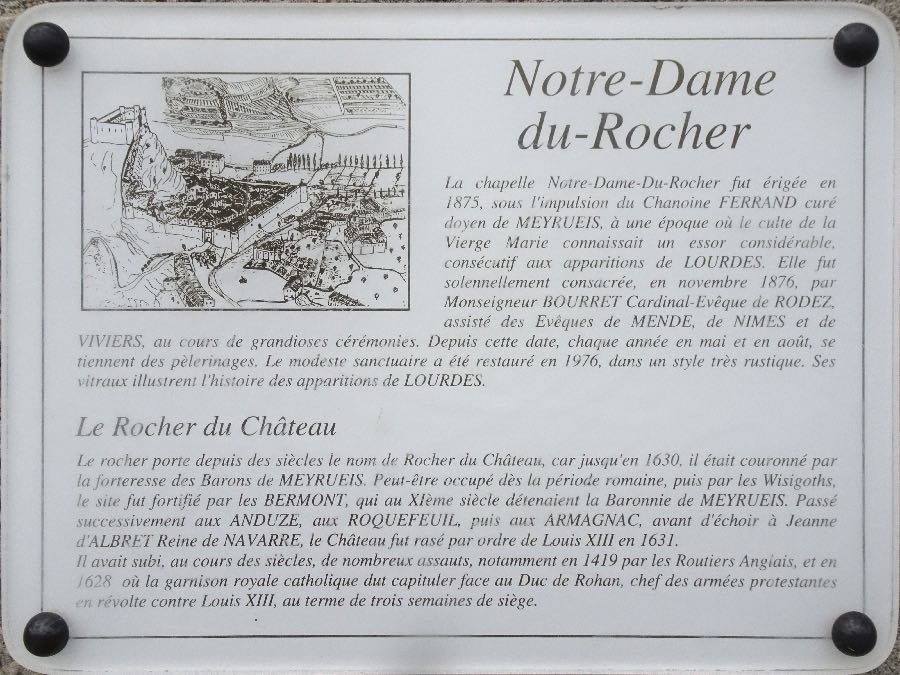 Notre-Dame
du-Rocher
La chapelle Notre-Dame-Du-Rocher fut érigée en
1875, sous l'impulsion du Chanoine FERRAND curé
doyen de MEYRUEIS, à une époque où le culte de la
Vierge Marie connaissait un essor considérable,
consécutif aux apparitions de LOURDES. Elle fut
solennellement consacrée, en novembre 1876, par
Monseigneur BOURRET Cardinal-Evêque de RODEZ,
assisté des Evêques de MENDE, de NIMES et de
VIVIERS, au cours de grandioses cérémonies. Depuis cette date, chaque année en mai et en août, se
tiennent des pèlerinages. Le modeste sanctuaire a été restauré en 1976, dans un style très rustique. Ses
vitraux illustrent l'histoire des apparitions de LOURDES.
Le Rocher du Château
Le rocher porte depuis des siècles le nom de Rocher du Château, car jusqu'en 1630, il était couronné par
la forteresse des Barons de MEYRUEIS. Peut-être occupé dès la période romaine, puis par les Wisigoths,
le site fut fortifié par les BERMONT, qui au XIème siècle détenaient la Baronnie de MEYRUEIS. Passé
successivement aux ANDUZE, aux ROQUEFEUIL, puis aux ARMAGNAC, avant d'échoir à Jeanne
d'ALBRET Reine de NAVARRE, le Château fut rasé par ordre de Louis XIII en 1631.
Il avait subi, au cours des siècles, de nombreux assauts, notamment en 1419 par les Routiers Anglais, et en
1628 où la garnison royale catholique dut capituler face au Duc de Rohan, chef des armées protestantes
en révolte contre Louis XIII, au terme de trois semaines de siège.